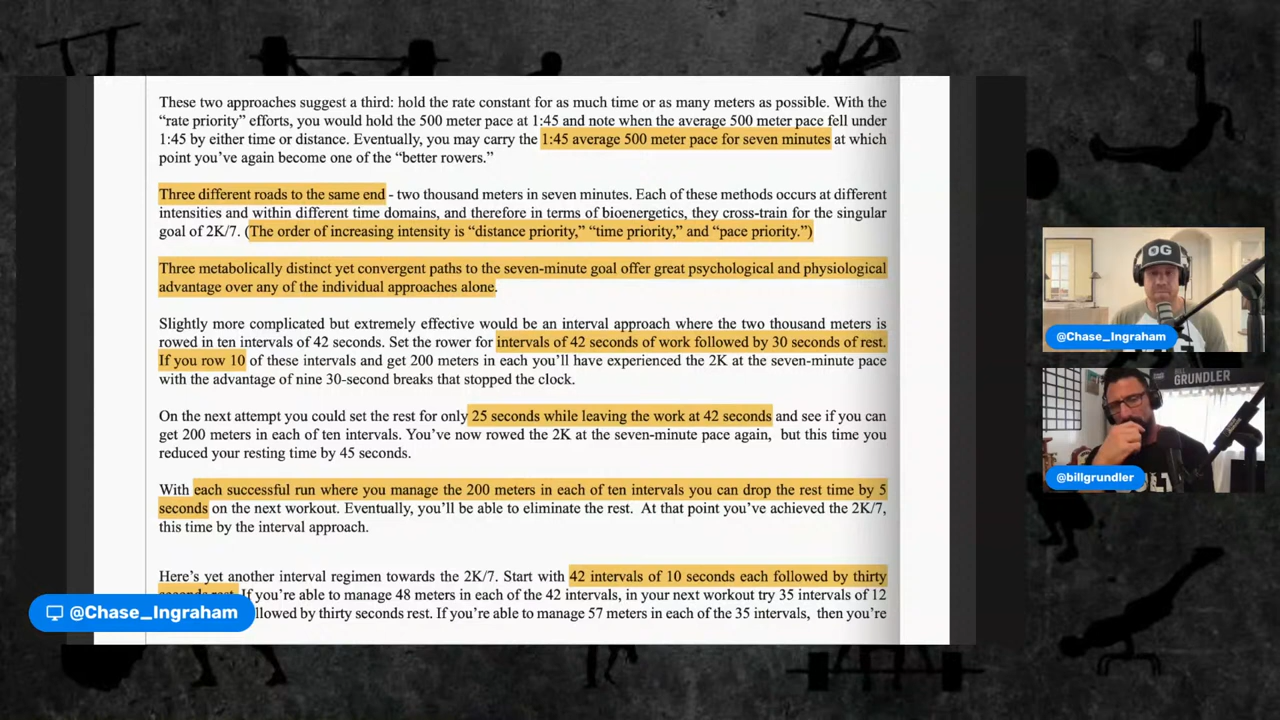 These two approaches suggest a third: hold the rate constant for as much time or as many meters as possible. With the
“rate priority” efforts, you would hold the 500 meter pace at 1:45 and note when the average 500 meter pace fell under
1:45 by either time or distance. Eventually, you may carry the 1:45 average 500 meter pace for seven minutes at which
point you’ve again become one of the “better rowers.”
Three different roads to the same end - two thousand meters in seven minutes. Each of these methods occurs at different
intensities and within different time domains, and therefore in terms of bioenergetics, they cross-train for the singular
goal of 2K/7. (The order of increasing intensity is “distance priority,” “time priority,” and “pace priority.”)
Three metabolically distinct yet convergent paths to the seven-minute goal offer great psychological and physiological
advantage over any of the individual approaches alone.
Slightly more complicated but extremely effective would be an interval approach where the two thousand meters is
rowed in ten intervals of 42 seconds. Set the rower for intervals of 42 seconds of work followed by 30 seconds of rest.
If you row 10 of these intervals and get 200 meters in each you’ll have experienced the 2K at the seven-minute pace
with the advantage of nine 30-second breaks that stopped the clock.
On the next attempt you could set the rest for only 25 seconds while leaving the work at 42 seconds and see if you can
get 200 meters in each of ten intervals. You’ve now rowed the 2K at the seven-minute pace again, but this time you
reduced your resting time by 45 seconds.
With each successful run where you manage the 200 meters in each of ten intervals you can drop the rest time by 5
seconds on the next workout. Eventually, you’ll be able to eliminate the rest. At that point you’ve achieved the 2K/7,
this time by the interval approach.
Here’s yet another interval regimen towards the 2K/7. Start with 42 intervals of 10 seconds each followed by thirty
If you’re able to manage 48 meters in each of the 42 intervals, in your next workout try 35 intervals of 12
followed by thirty seconds rest. If you’re able to manage 57 meters in each of the 35 intervals, then you’re
@Chase_Ingraham
OG
@Chase_Ingraham
BILL
GRUNDLER
@billgrundler